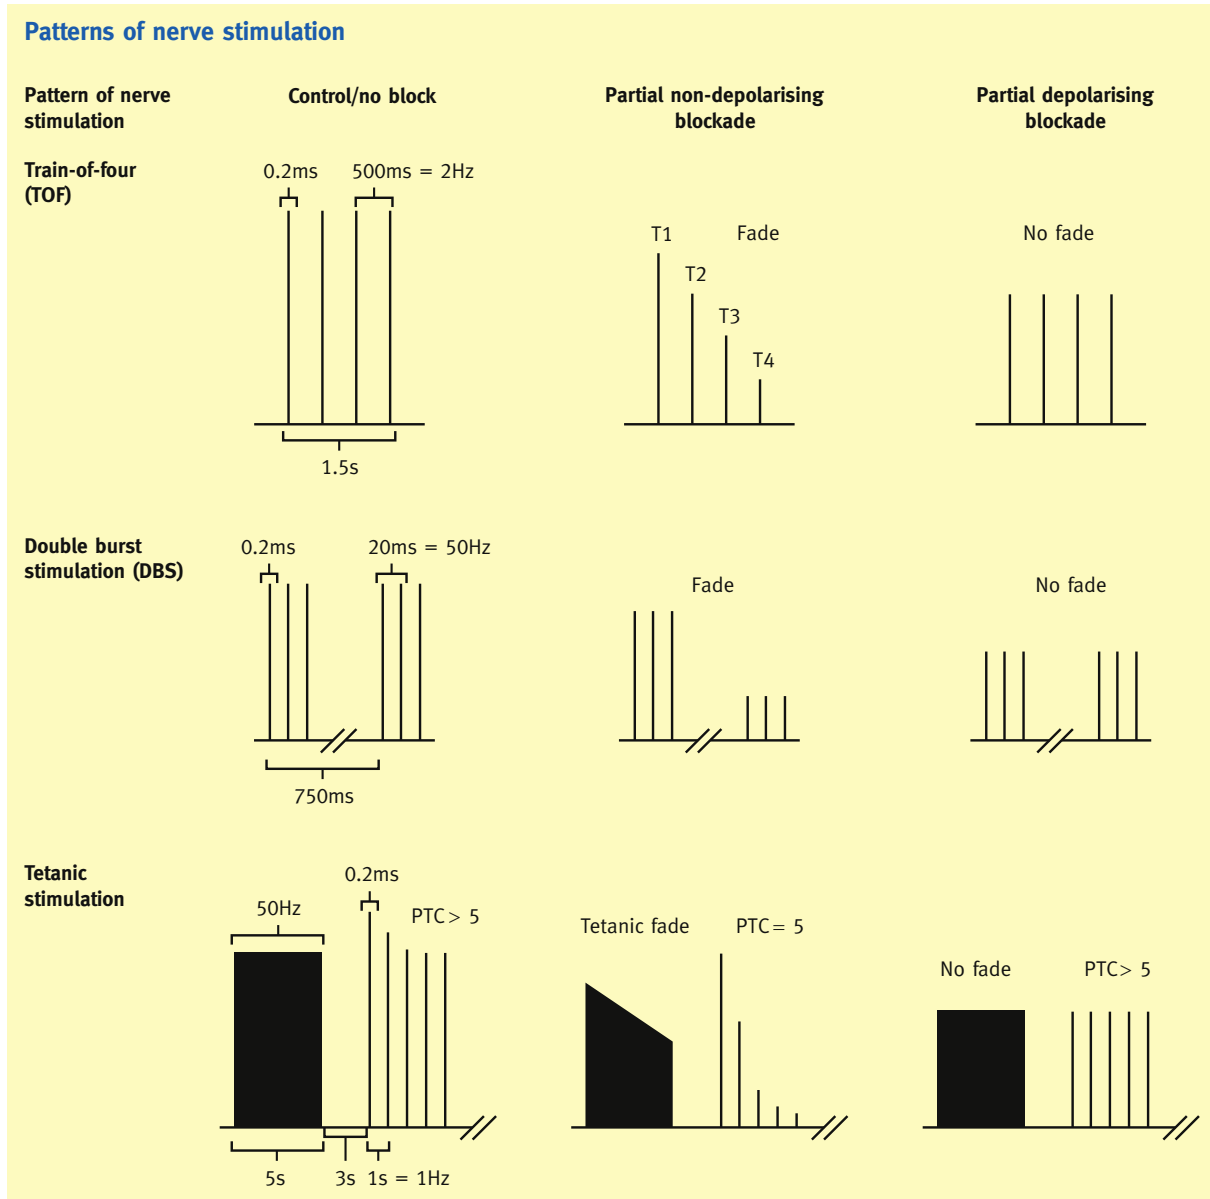 Patterns of nerve stimulation
Pattern of nerve
stimulation
Control/no block
Partial non-depolarising
blockade
Partial depolarising
blockade
Train-of-four
(TOF)
0.2ms
500ms = 2Hz
1.5s
T1
T2
T3
T4
Fade
No fade
Double burst
stimulation (DBS)
0.2ms
20ms = 50Hz
750ms
Fade
No fade
Tetanic
stimulation
50Hz
0.2ms
PTC> 5
5s
3s
1s = 1Hz
Tetanic fade
PTC= 5
No fade
PTC> 5